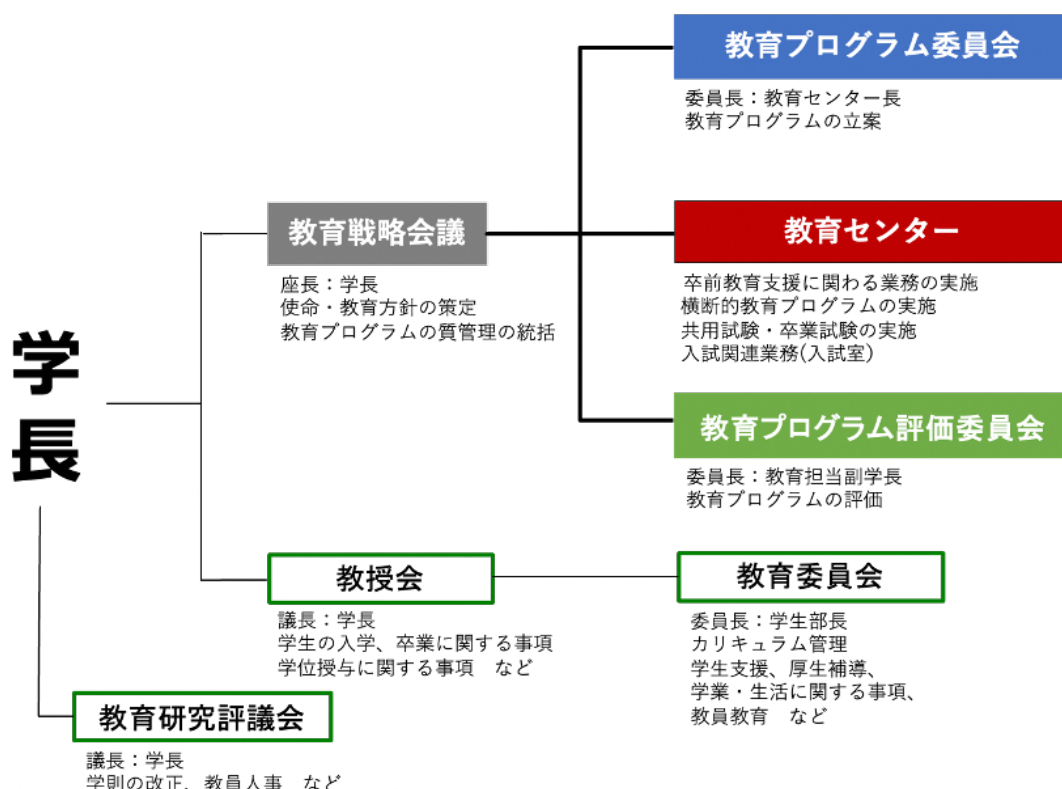 教育プログラム委員会
委員長：教育センター長
教育プログラムの立案
教育戦略会議
座長：学長
使命・教育方針の策定
教育プログラムの質管理の統括
教育センター
卒前教育支援に関わる業務の実施
横断的教育プログラムの実施
共用試験・卒業試験の実施
入試関連業務(入試室)
学長
教育プログラム評価委員会
委員長：教育担当副学長
教育プログラムの評価
教授会
議長：学長
学生の入学、卒業に関する事項
学位授与に関する事項　など
教育委員会
委員長：学生部長
カリキュラム管理
学生支援、厚生補導、
学業・生活に関する事項、
教員教育　など
教育研究評議会
議長：学長
学則の改正、教員人事　など